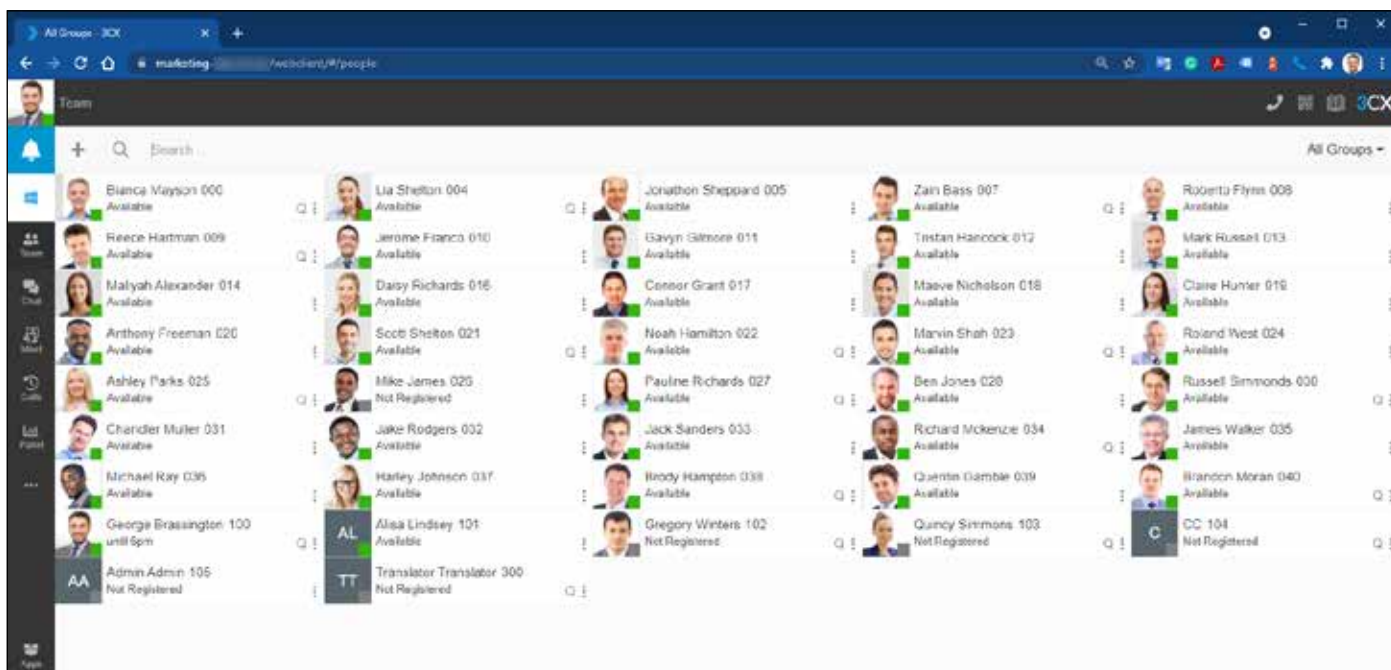 All Groups - 3CX
marketing
/webclient/#/people
Team
3CX
Search ...
All Groups
Bianca Mayson 000
Available
Lia Shelton 004
Available
Jonathon Sheppard 005
Available
Zain Bass 007
Available
Roberto Flynn 008
Available
Reece Hartman 009
Available
Jerome Franco 010
Available
Gavyn Gilmore 011
Available
Tristan Hancock 012
Available
Mark Russell 013
Available
Maliyah Alexander 014
Available
Daisy Richards 016
Available
Connor Grant 017
Available
Maeve Nicholson 018
Available
Claire Hunter 019
Available
Anthony Freeman 020
Available
Scott Shelton 021
Available
Noah Hamilton 022
Available
Marvin Shah 023
Available
Roland West 024
Available
Ashley Parks 025
Available
Mike James 026
Not Registered
Pauline Richards 027
Available
Ben Jones 028
Available
Russell Simmonds 030
Available
Chandler Muller 031
Available
Jake Rodgers 032
Available
Jack Sanders 033
Available
Richard Mckenzie 034
Available
James Walker 035
Available
Michael Ray 036
Available
Harley Johnson 037
Available
Brody Hampton 038
Available
Quentin Gamble 039
Available
Brandon Moran 040
Available
George Brassington 100
until 6pm
AL
Alisa Lindsey 101
Available
Gregory Winters 102
Not Registered
Quincy Simmons 103
Not Registered
C
CC 104
Not Registered
AA
Admin Admin 105
Not Registered
TT
Translator Translator 300
Not Registered
Team
Chat
Meet
Calls
Panel
Apps